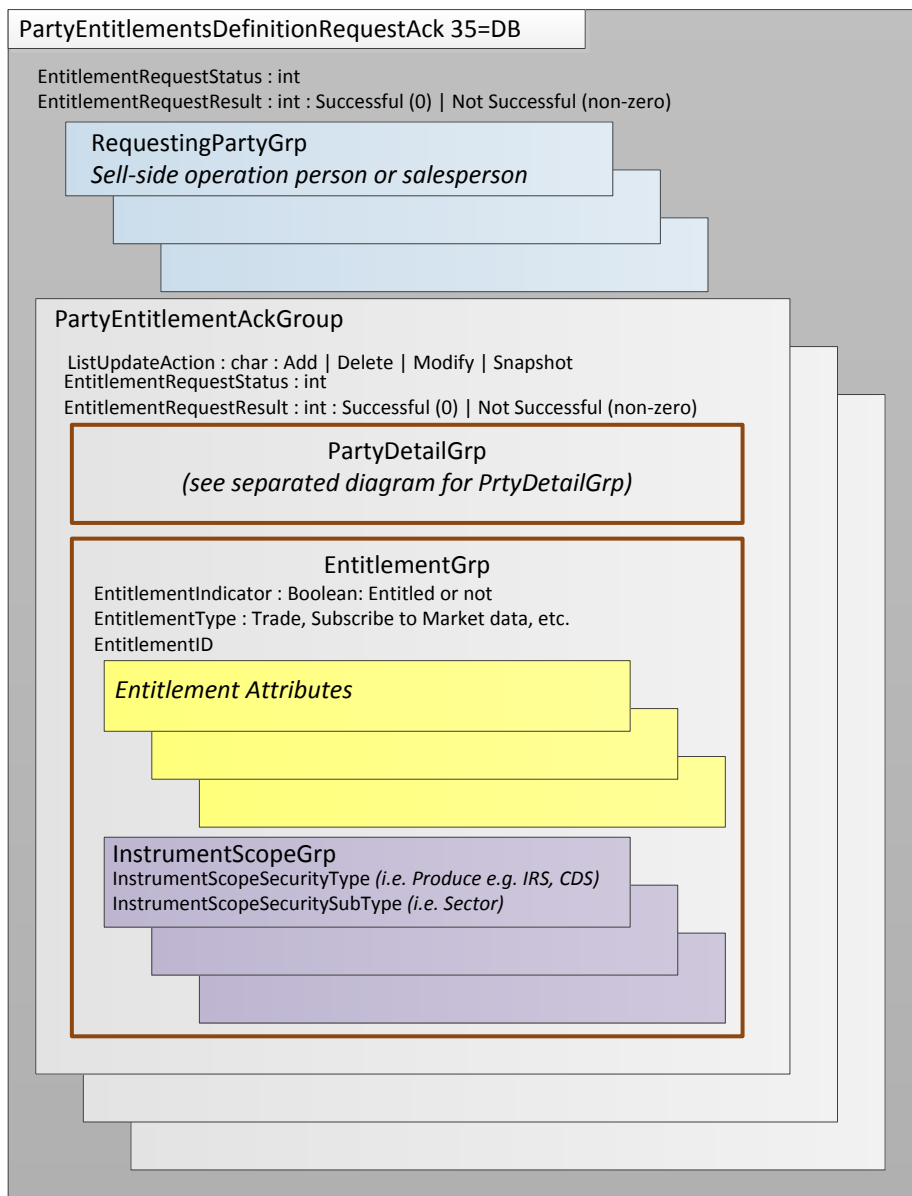 PartyEntitlementsDefinitionRequestAck 35=DB
EntitlementRequestStatus : int
EntitlementRequestResult : int : Successful (0) | Not Successful (non-zero)
RequestingPartyGrp
Sell-side operation person or salesperson
PartyEntitlementAckGroup
ListUpdateAction : char : Add | Delete | Modify | Snapshot
EntitlementRequestStatus : int
EntitlementRequestResult : int : Successful (0) | Not Successful (non-zero)
PartyDetailGrp
(see separated diagram for PrtyDetailGrp)
EntitlementGrp
EntitlementIndicator : Boolean: Entitled or not
EntitlementType : Trade, Subscribe to Market data, etc.
EntitlementID
Entitlement Attributes
InstrumentScopeGrp
InstrumentScopeSecurityType (i.e. Produce e.g. IRS, CDS)
InstrumentScopeSecuritySubType (i.e. Sector)